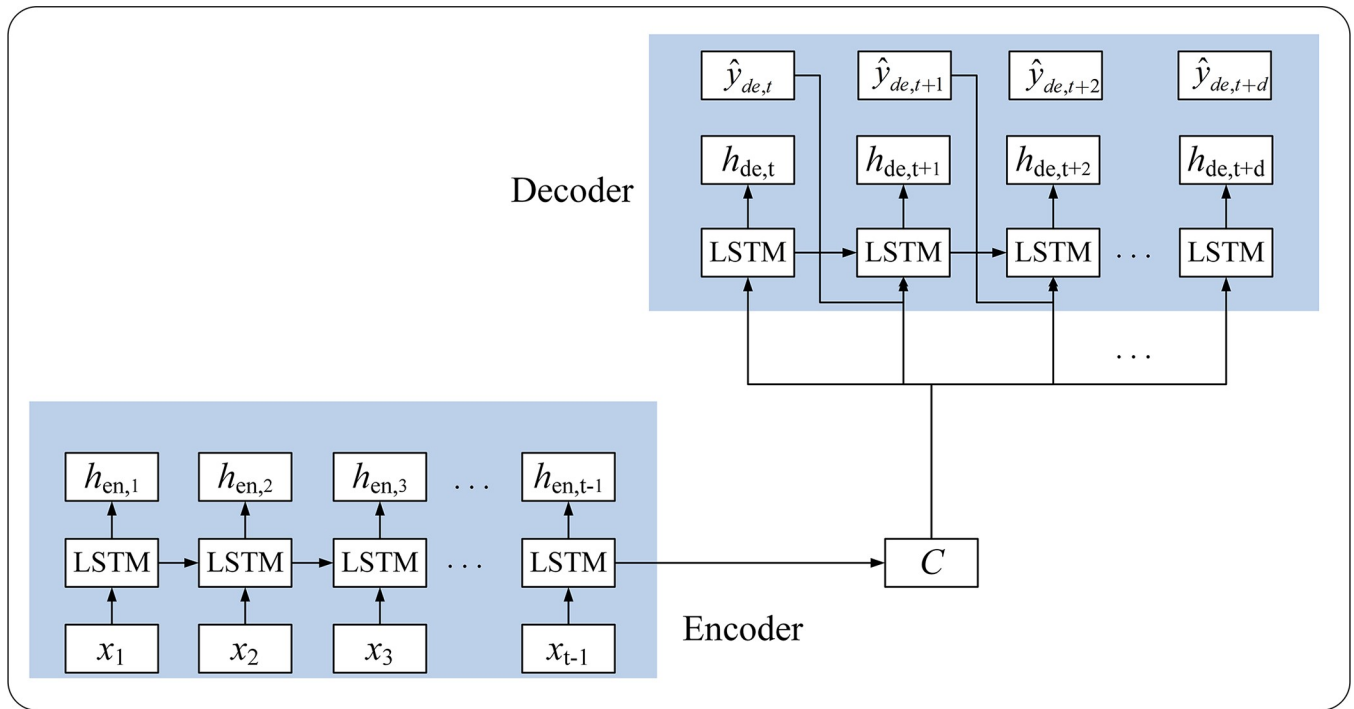 ŷde,t ŷde,t+1 ŷde,t+2 ŷde,t+d
hde,t hde,t+1 hde,t+2 hde,t+d
Decoder
LSTM LSTM LSTM ... LSTM
...
hen,1 hen,2 hen,3 ... hen,t-1
LSTM LSTM LSTM ... LSTM C
Encoder
x1 x2 x3 xt-1